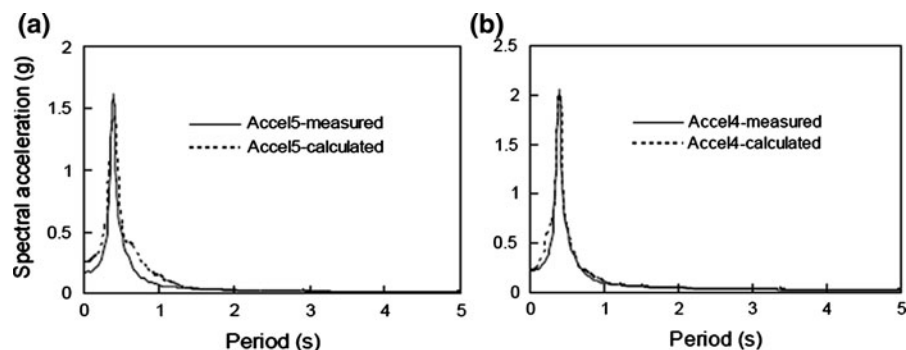 (a)
Spectral acceleration (g)
2
1.5
1
0.5
0
Accel5-measured
Accel5-calculated
0 1 2 3 4 5
Period (s)
(b)
2.5
2
1.5
1
0.5
0
Accel4-measured
Accel4-calculated
0 1 2 3 4 5
Period (s)